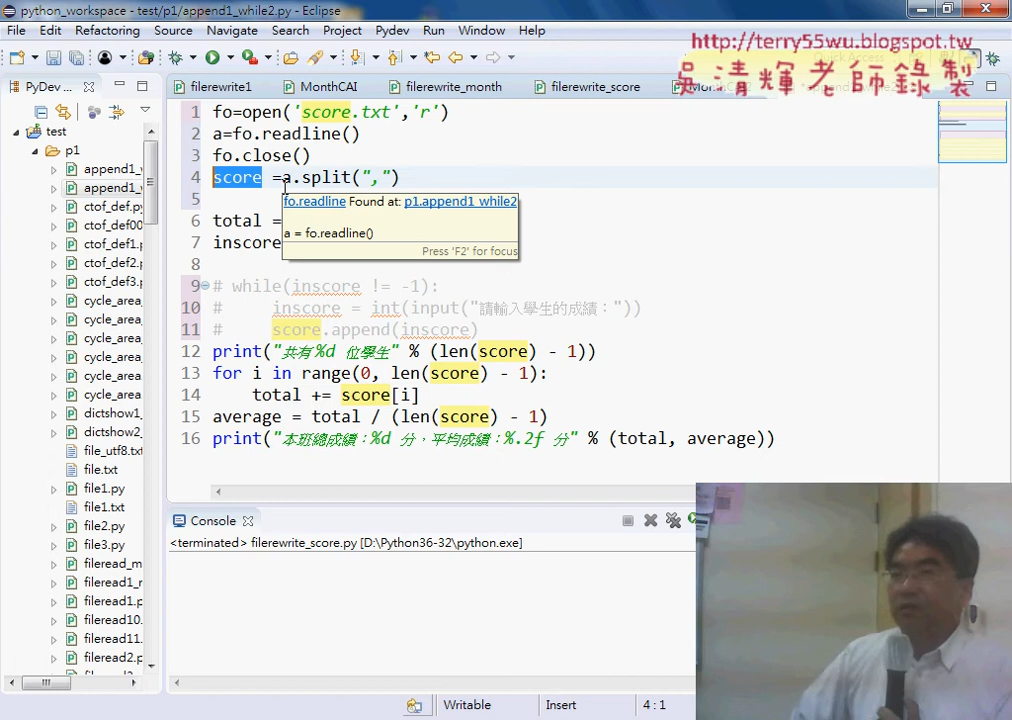 python_workspace - test/p1/append1_while2.py - Eclipse
File Edit Refactoring Source Navigate Search Project Pydev Run Window Help
http://terry55wu.blogspot.tw
吳清輝老師錄製
PyDev ...
filerewrite1 MonthCAI filerewrite_month filerewrite_score
test
p1
append1_
append1_
ctof_def.p
ctof_def00
ctof_def1.
ctof_def2.
ctof_def3.
cycle_area
cycle_area
cycle_area
cycle_area
cycle_area
cycle_area
cycle_area
dictshow1_
dictshow2_
file_utf8.tx
file.txt
file1.py
file1.txt
file2.py
file3.py
fileread_m
fileread1_r
fileread1.p
fileread10.
fileread11.
fileread2.p
1 fo=open('score.txt','r')
2 a=fo.readline()
3 fo.close()
4 score =a.split(",")
5
6 total =
7 inscore
8
9 # while(inscore != -1):
10 #     inscore = int(input("請輸入學生的成績："))
11 #     score.append(inscore)
12 print("共有%d 位學生" % (len(score) - 1))
13 for i in range(0, len(score) - 1):
14     total += score[i]
15 average = total / (len(score) - 1)
16 print("本班總成績：%d 分，平均成績：%.2f 分" % (total, average))
fo.readline Found at: p1.append1_while2
a = fo.readline()
Press 'F2' for focus
Console
<terminated> filerewrite_score.py [D:\Python36-32\python.exe]
Writable Insert 4 : 1